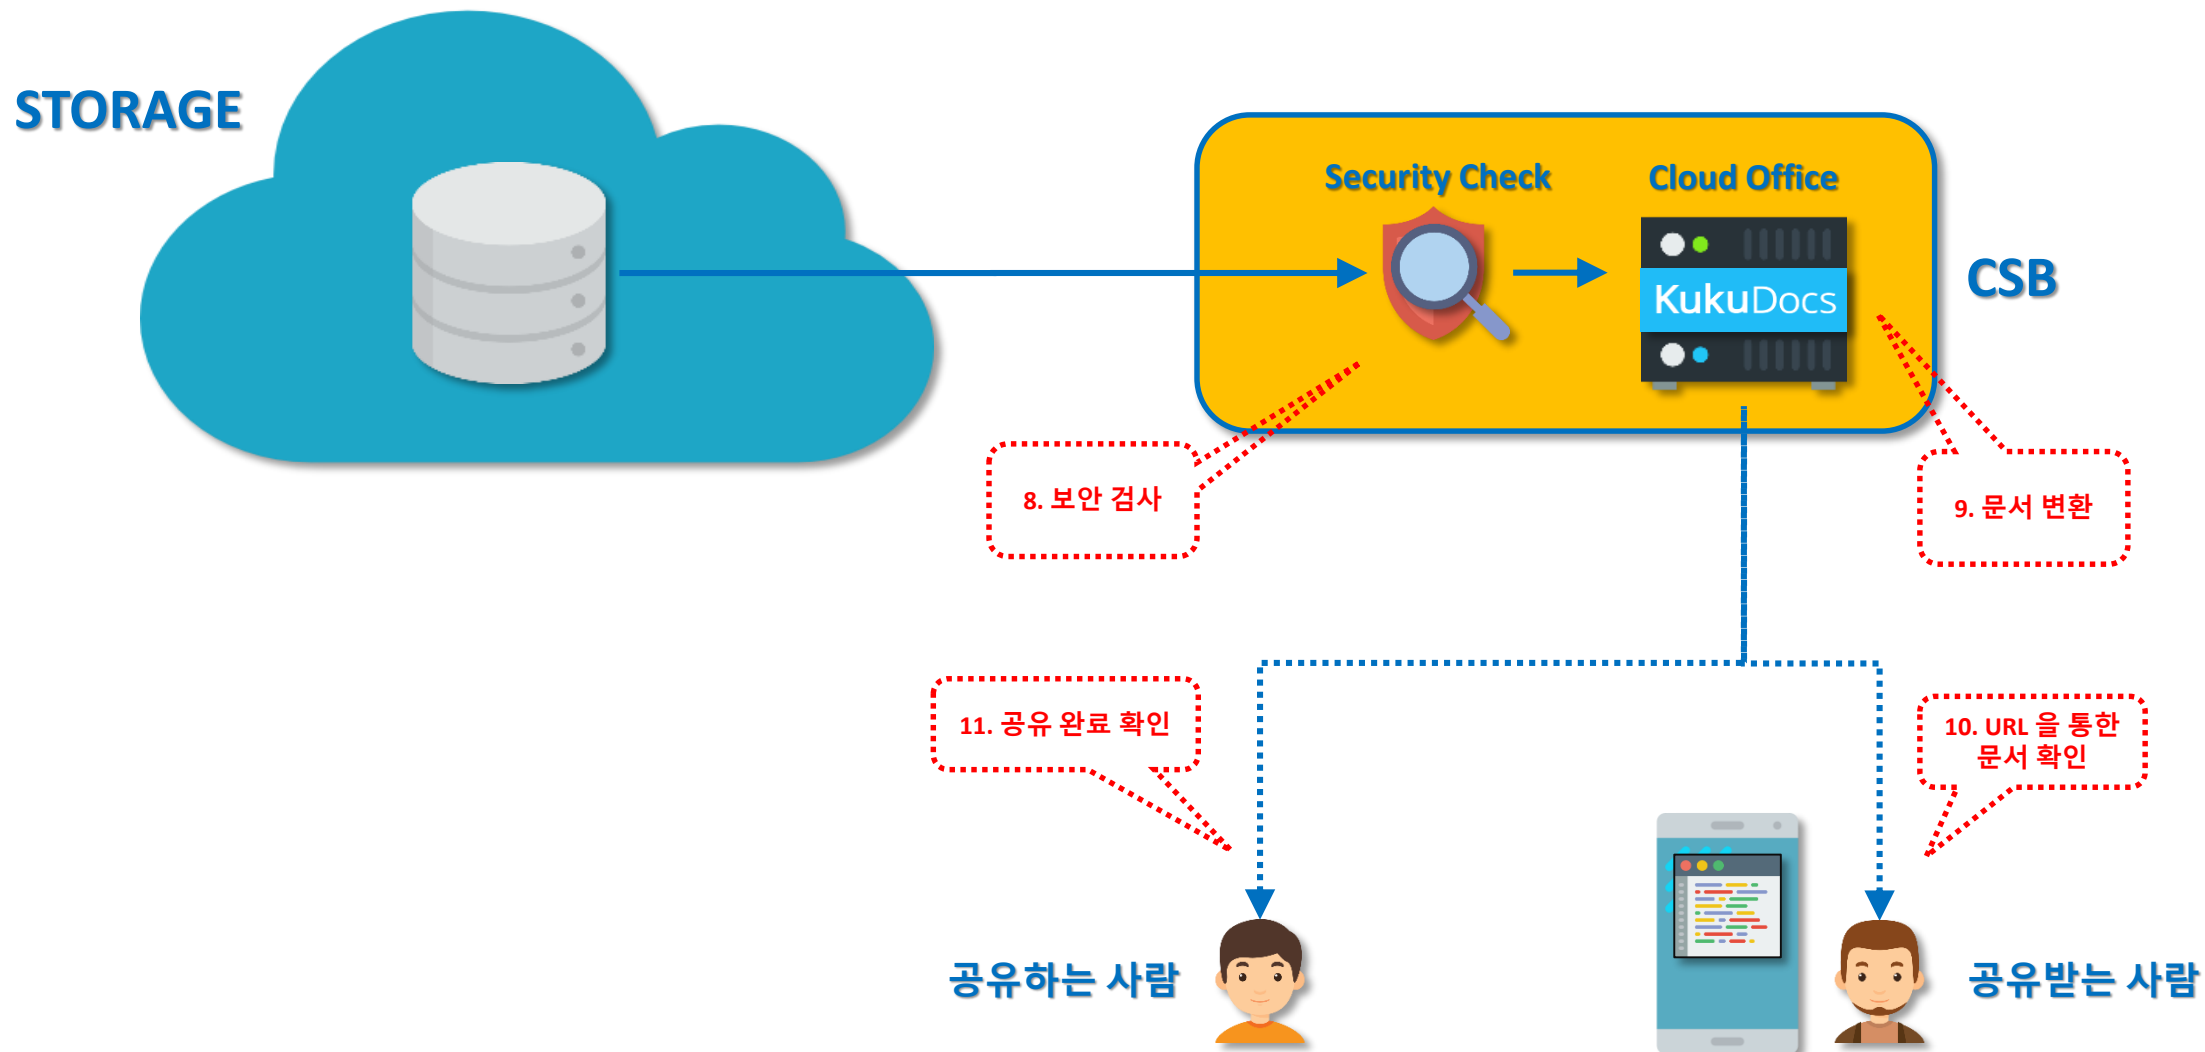 STORAGE
Security Check
Cloud Office
KukuDocs
CSB
8. 보안 검사
9. 문서 변환
11. 공유 완료 확인
10. URL 을 통한
문서 확인
공유하는 사람
공유받는 사람